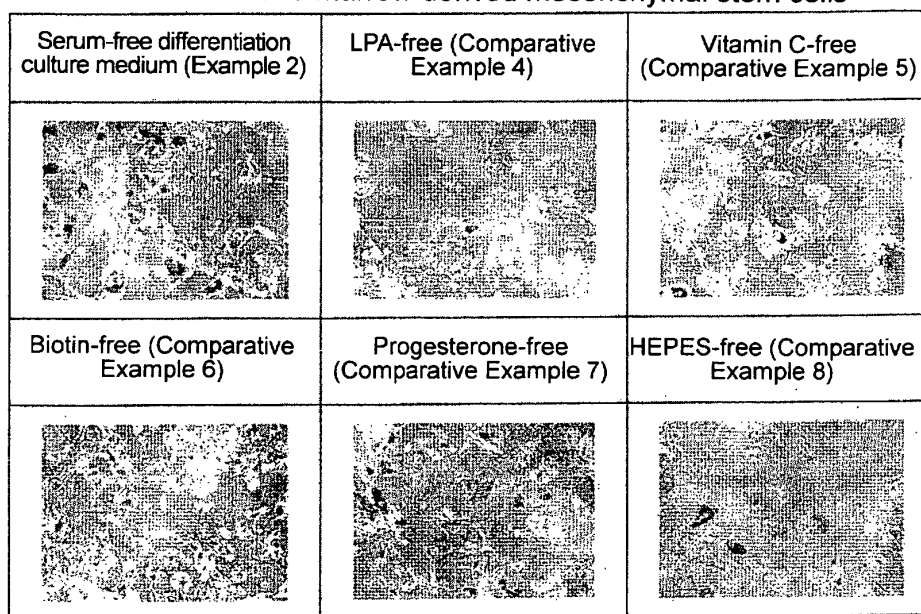 marrow-derived mesenchymal stem cells
Serum-free differentiation
culture medium (Example 2)
LPA-free (Comparative
Example 4)
Vitamin C-free
(Comparative Example 5)
Biotin-free (Comparative
Example 6)
Progesterone-free
(Comparative Example 7)
HEPES-free (Comparative
Example 8)